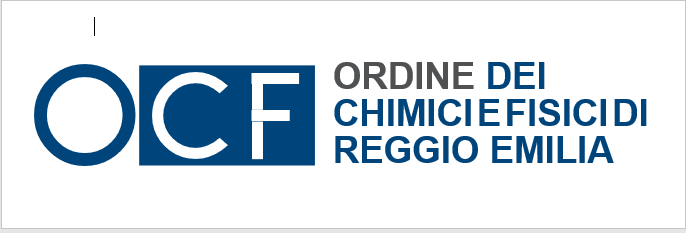 OCF
ORDINE DEI
CHIMICI E FISICI DI
REGGIO EMILIA